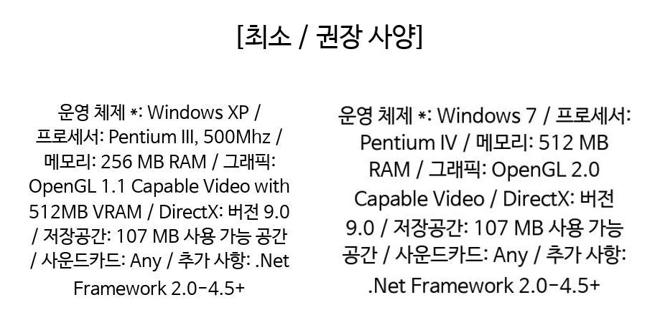 [최소 / 권장 사양]
운영 체제 *: Windows XP /
프로세서: Pentium III, 500Mhz /
메모리: 256 MB RAM / 그래픽:
OpenGL 1.1 Capable Video with
512MB VRAM / DirectX: 버전 9.0
/ 저장공간: 107 MB 사용 가능 공간
/ 사운드카드: Any / 추가 사항: .Net
Framework 2.0-4.5+
운영 체제 *: Windows 7 / 프로세서:
Pentium IV / 메모리: 512 MB
RAM / 그래픽: OpenGL 2.0
Capable Video / DirectX: 버전
9.0 / 저장공간: 107 MB 사용 가능
공간 / 사운드카드: Any / 추가 사항:
.Net Framework 2.0-4.5+